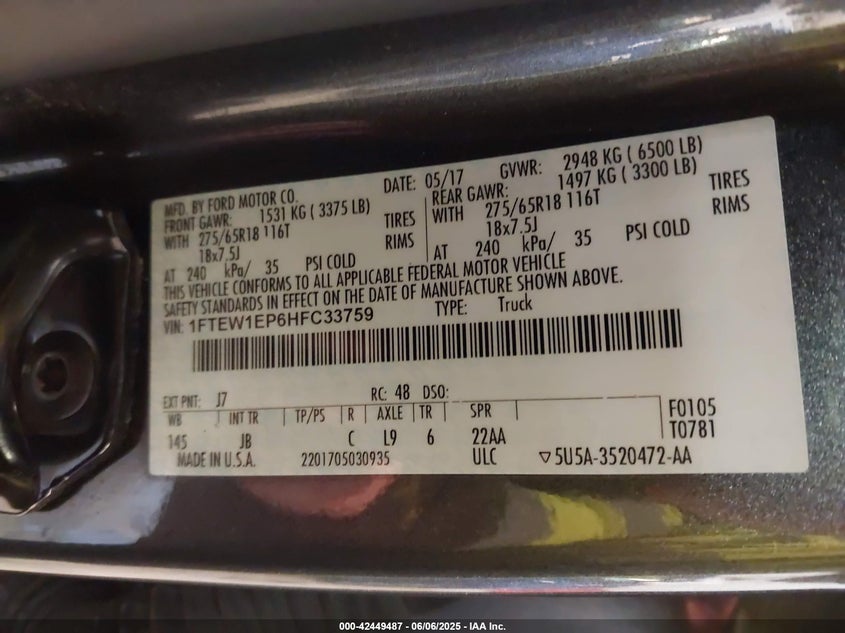 MFD. BY FORD MOTOR CO. DATE: 05/17 GVWR: 2948 KG ( 6500 LB)
FRONT GAWR: 1531 KG ( 3375 LB) REAR GAWR: 1497 KG ( 3300 LB)
WITH 275/65R18 116T TIRES WITH 275/65R18 116T TIRES
18x7.5J RIMS 18x7.5J RIMS
AT 240 kPa/ 35 PSI COLD AT 240 kPa/ 35 PSI COLD
THIS VEHICLE CONFORMS TO ALL APPLICABLE FEDERAL MOTOR VEHICLE
SAFETY STANDARDS IN EFFECT ON THE DATE OF MANUFACTURE SHOWN ABOVE.
VIN: 1FTEW1EP6HFC33759 TYPE: Truck
EXT PNT: J7 RC: 48 DSO:
WB INT TR TP/PS R AXLE TR SPR F0105
145 JB C L9 6 22AA T0781
MADE IN U.S.A. 2201705030935 ULC ▽5U5A-3520472-AA
000-42449487 - 06/06/2025 - IAA Inc.